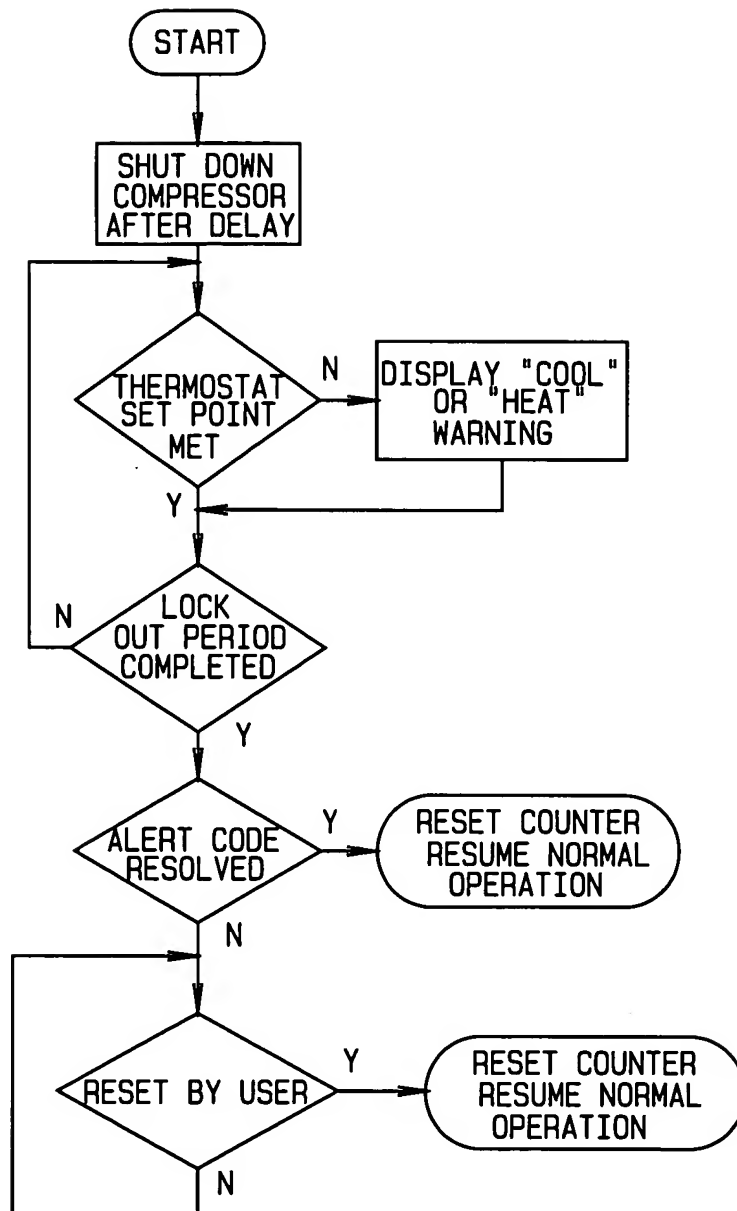 START
SHUT DOWN
COMPRESSOR
AFTER DELAY
THERMOSTAT
SET POINT
MET
N
DISPLAY "COOL"
OR "HEAT"
WARNING
Y
LOCK
OUT PERIOD
COMPLETED
N
Y
ALERT CODE
RESOLVED
Y
RESET COUNTER
RESUME NORMAL
OPERATION
N
RESET BY USER
Y
RESET COUNTER
RESUME NORMAL
OPERATION
N